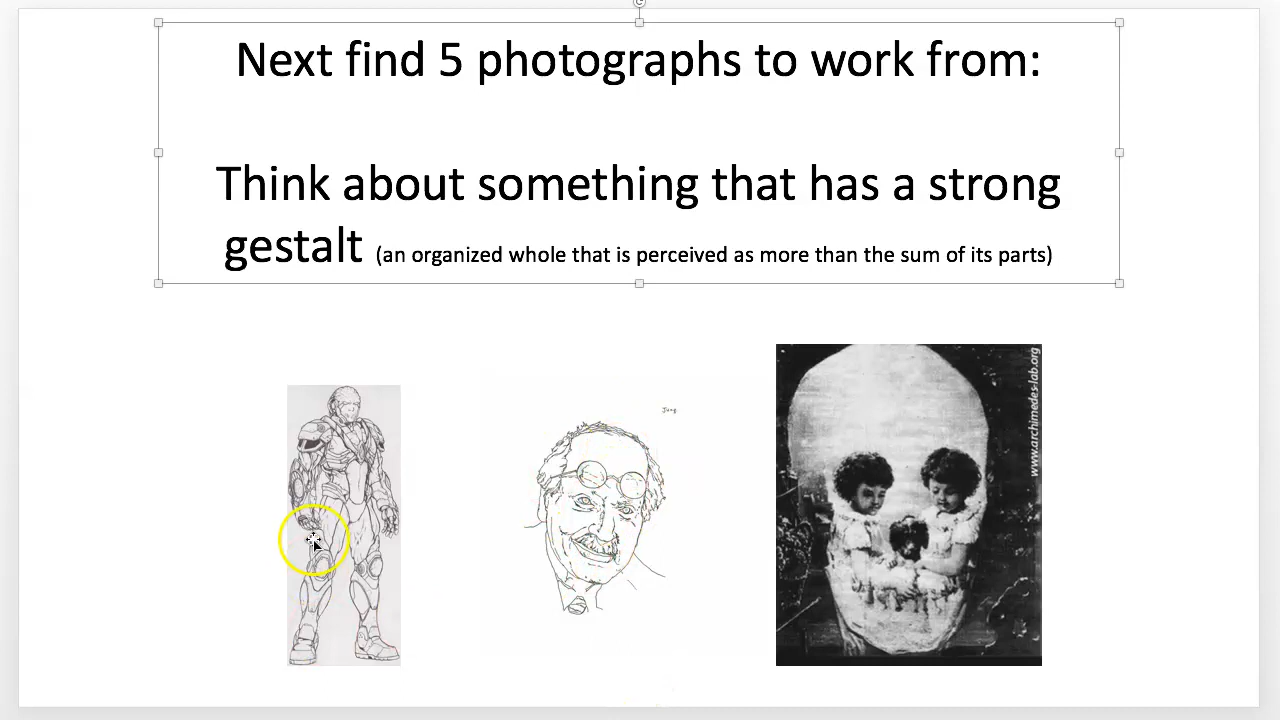 Next find 5 photographs to work from:
Think about something that has a strong
gestalt (an organized whole that is perceived as more than the sum of its parts)
Jung
www.archimedes-lab.org